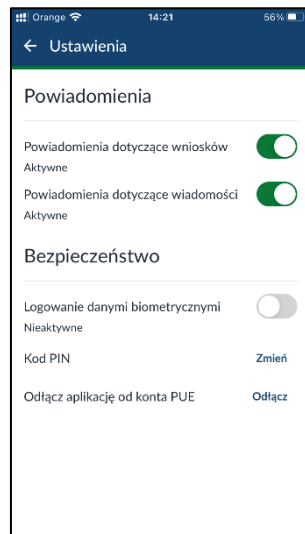 Orange 14:21 56%
← Ustawienia
Powiadomienia
Powiadomienia dotyczące wniosków
Aktywne
Powiadomienia dotyczące wiadomości
Aktywne
Bezpieczeństwo
Logowanie danymi biometrycznymi
Nieaktywne
Kod PIN Zmień
Odłącz aplikację od konta PUE Odłącz